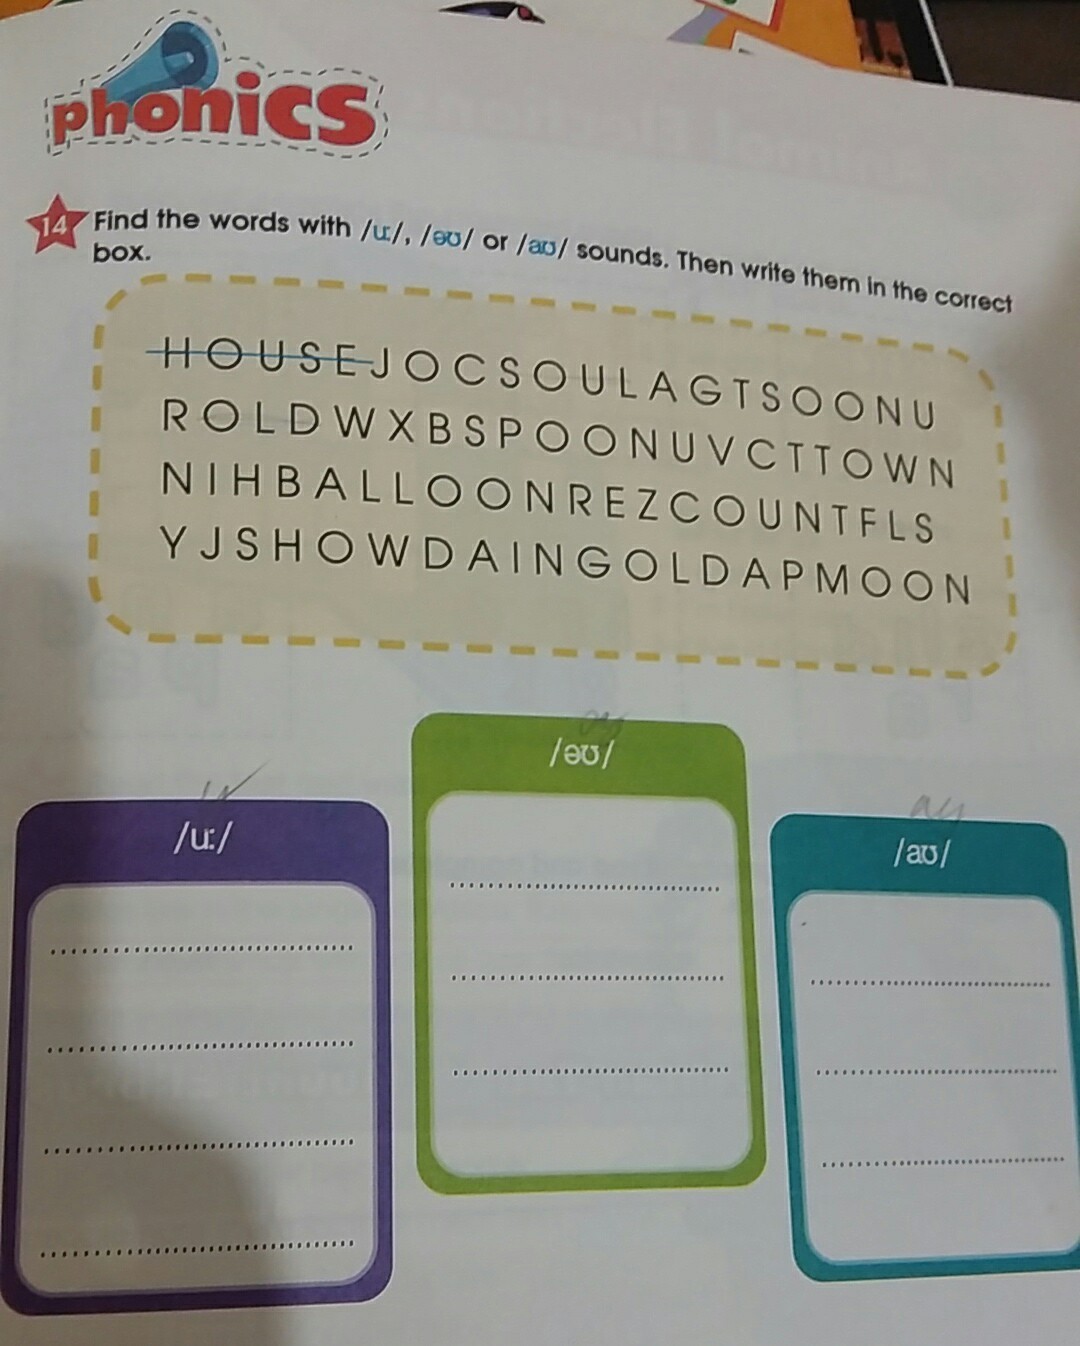 phonics
14 Find the words with /uː/, /əʊ/ or /aʊ/ sounds. Then write them in the correct
box.
HOUSEJOCSOULAGTSOONU
ROLDWXBSPOONUVCTTOWN
NIHBALLOONREZCOUNTFLS
YJSHOWDAINGOLDAPMOON
/uː/
/əʊ/
/aʊ/